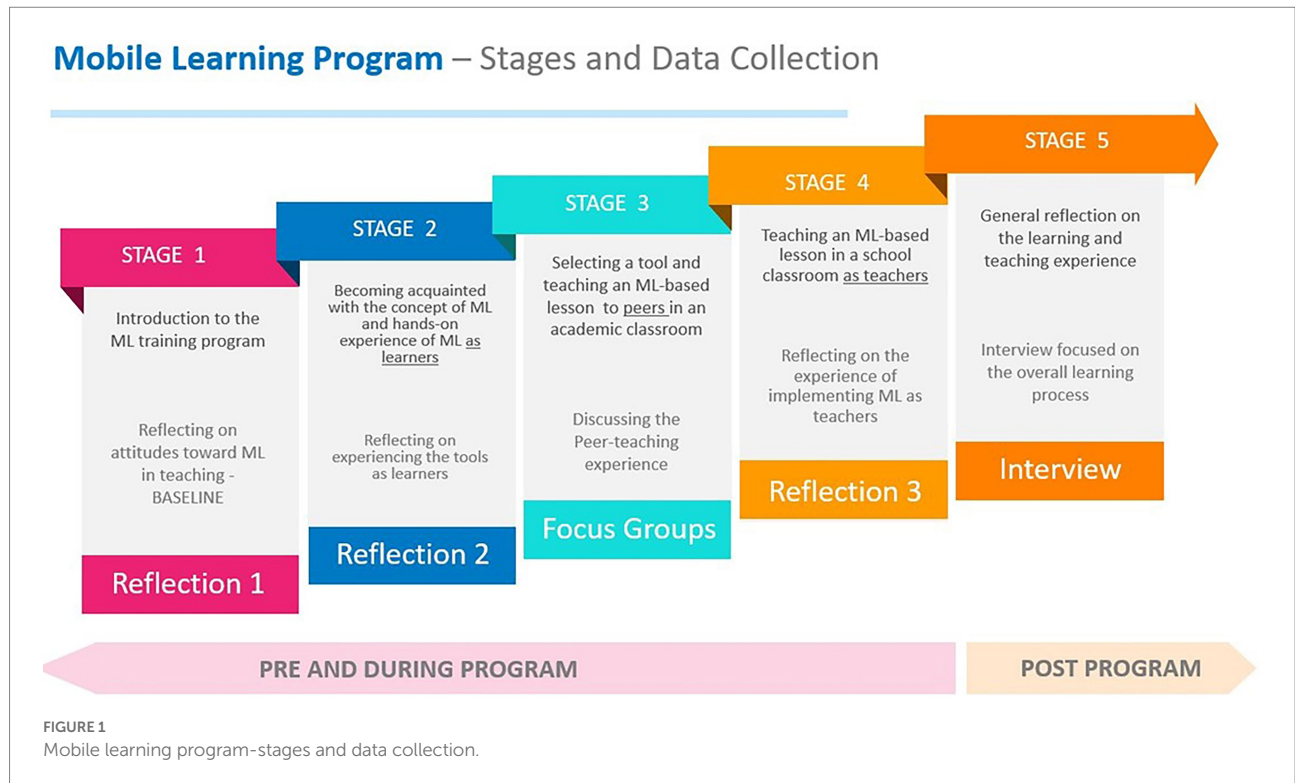 Mobile Learning Program – Stages and Data Collection
STAGE 1
Introduction to the
ML training program
Reflecting on
attitudes toward ML
in teaching -
BASELINE
Reflection 1
STAGE 2
Becoming acquainted
with the concept of ML
and hands-on
experience of ML as
learners
Reflecting on
experiencing the tools
as learners
Reflection 2
STAGE 3
Selecting a tool and
teaching an ML-based
lesson to peers in an
academic classroom
Discussing the
Peer-teaching
experience
Focus Groups
STAGE 4
Teaching an ML-based
lesson in a school
classroom as teachers
Reflecting on the
experience of
implementing ML as
teachers
Reflection 3
STAGE 5
General reflection on
the learning and
teaching experience
Interview focused on
the overall learning
process
Interview
PRE AND DURING PROGRAM
POST PROGRAM
FIGURE 1
Mobile learning program-stages and data collection.